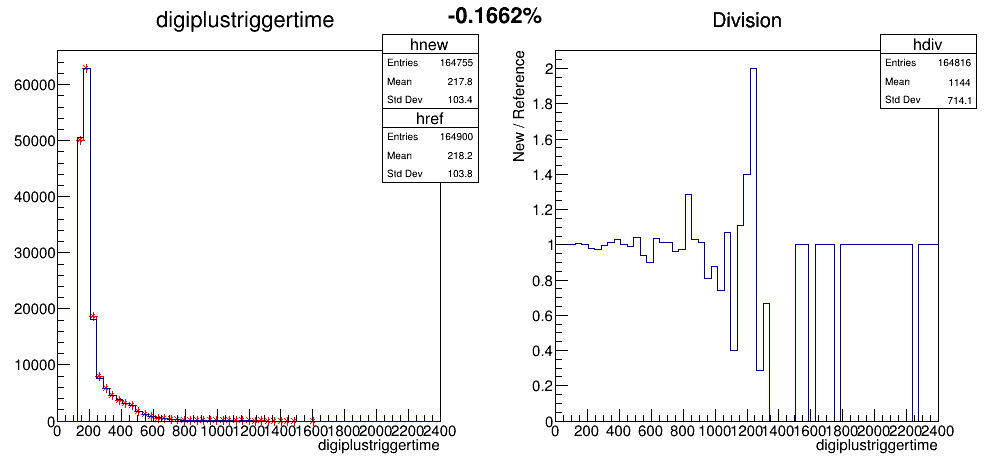 -0.1662%
digiplustriggertime
hnew
Entries 164755
Mean 217.8
Std Dev 103.4
href
Entries 164900
Mean 218.2
Std Dev 103.8
60000
50000
40000
30000
20000
10000
0
0 200 400 600 800 1000 1200 1400 1600 1800 2000 2200 2400
digiplustriggertime
Division
hdiv
Entries 164816
Mean 1144
Std Dev 714.1
New / Reference
2
1.8
1.6
1.4
1.2
1
0.8
0.6
0.4
0.2
0
0 200 400 600 800 1000 1200 1400 1600 1800 2000 2200 2400
digiplustriggertime